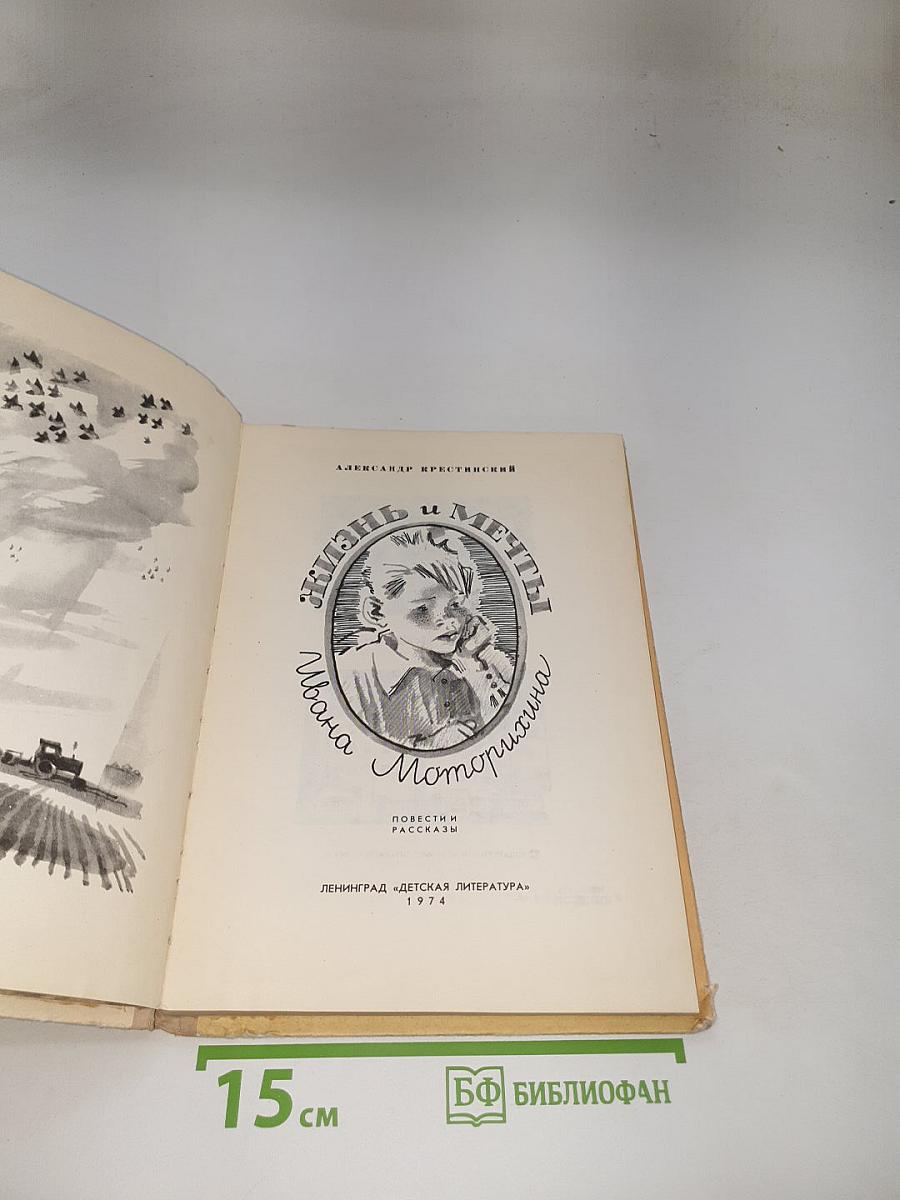 АЛЕКСАНДР КРЕСТИНСКИЙ
ЖИЗНЬ и МЕЧТЫ
Ивана Моторихина
ПОВЕСТИ И
РАССКАЗЫ
ЛЕНИНГРАД «ДЕТСКАЯ ЛИТЕРАТУРА»
1974
15 см
БФ БИБЛИОФАН